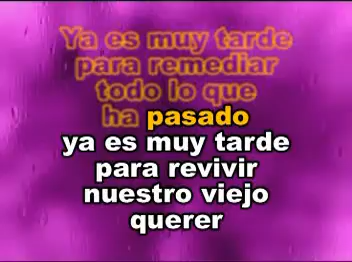 Ya es muy tarde
para remediar
todo lo que
ha pasado
ya es muy tarde
para revivir
nuestro viejo
querer